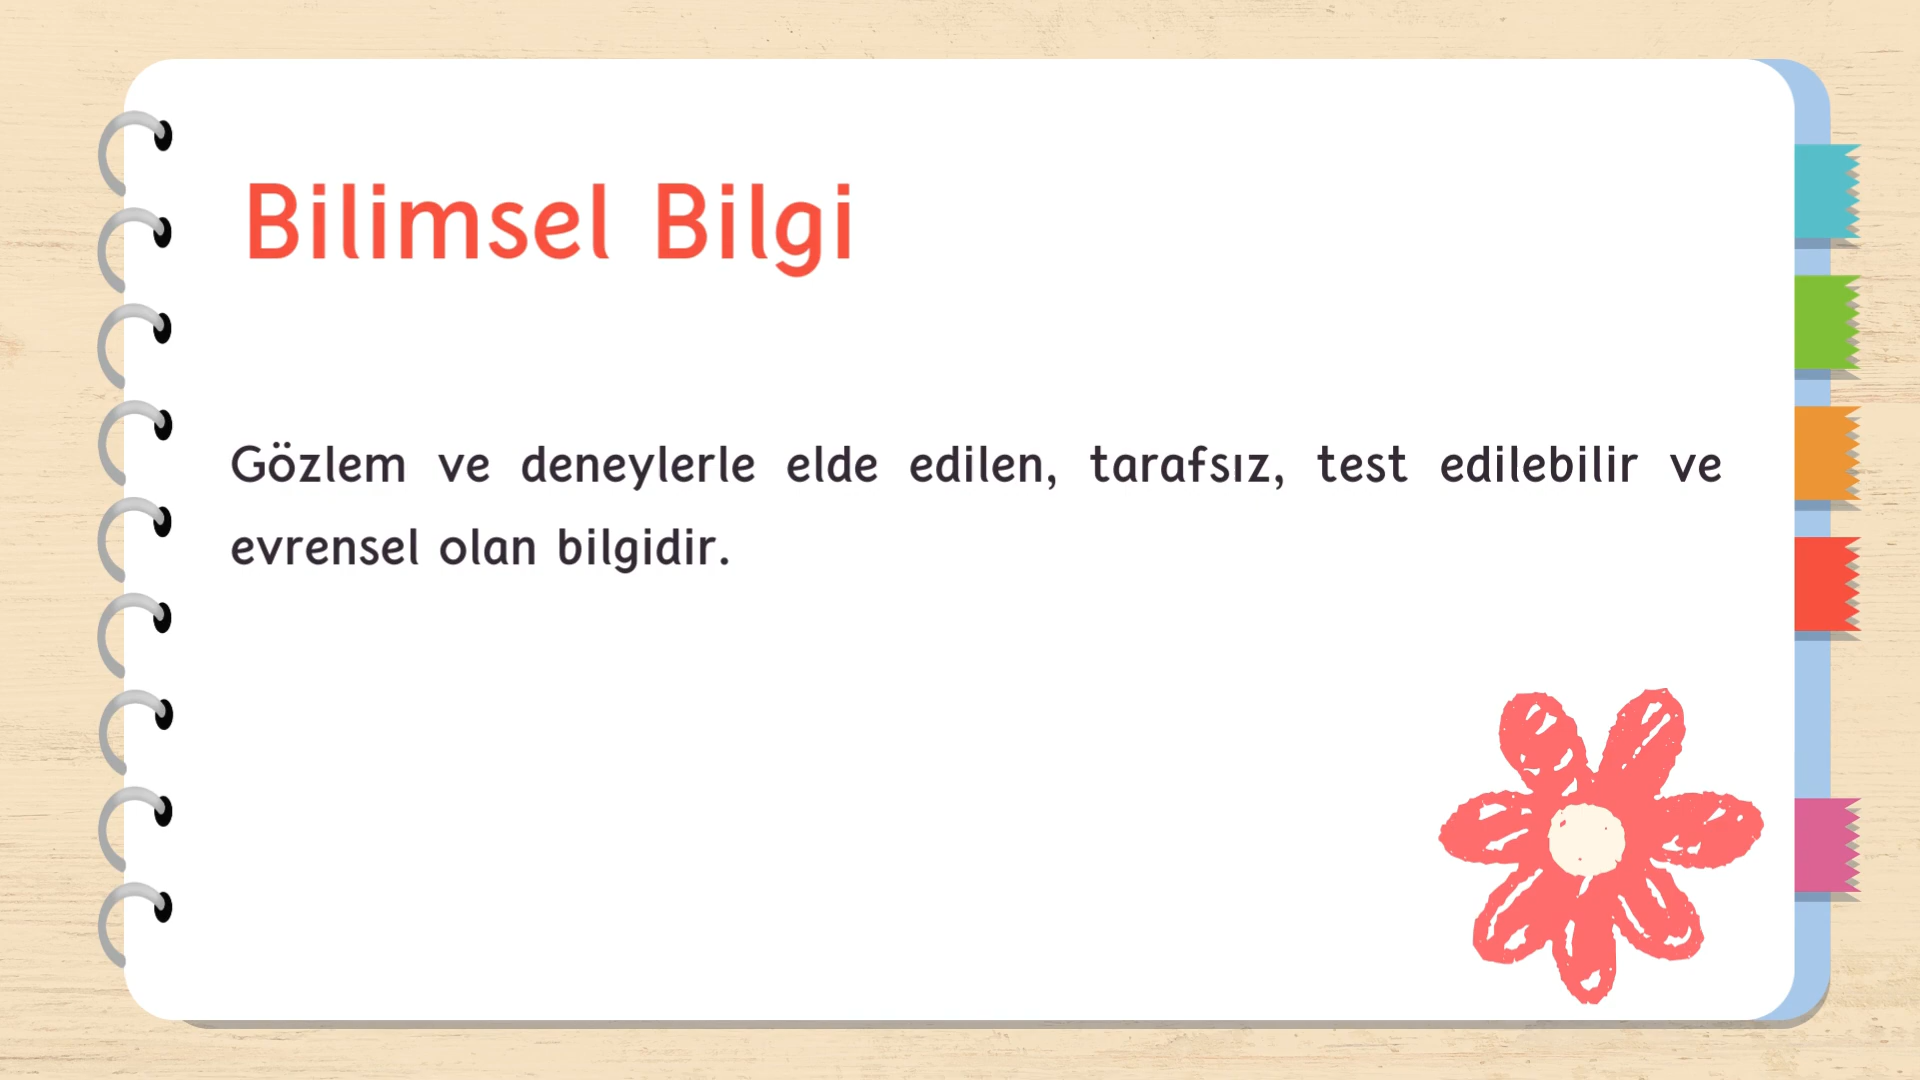 Bilimsel Bilgi
Gözlem ve deneylerle elde edilen, tarafsız, test edilebilir ve
evrensel olan bilgidir.